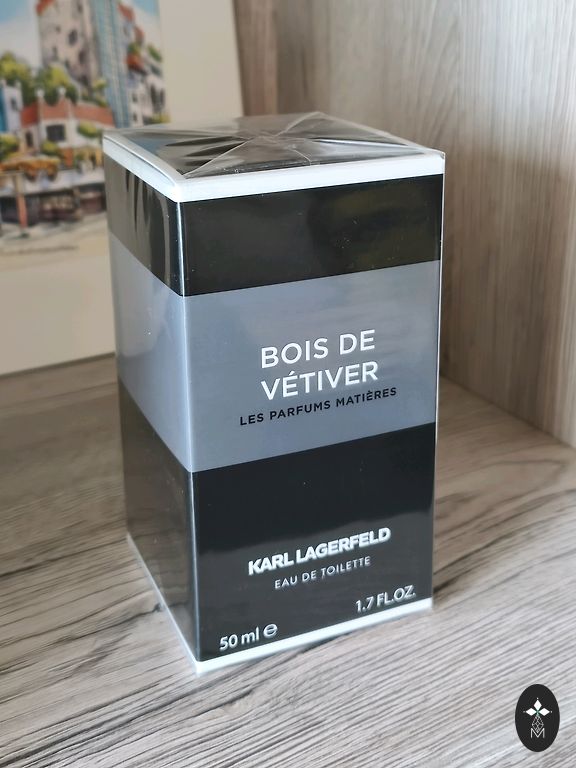 BOIS DE
VÉTIVER
LES PARFUMS MATIÈRES
KARL LAGERFELD
EAU DE TOILETTE
50 ml ℮
1.7 FL.OZ.
M